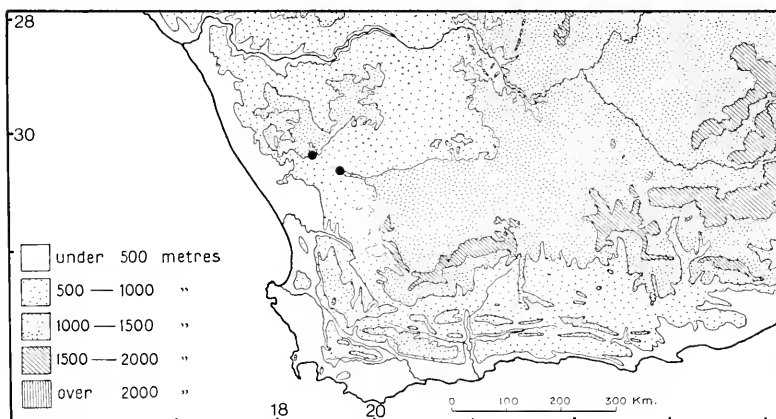 28
30
under 500 metres
500 — 1000 "
1000 — 1500 "
1500 — 2000 "
over 2000 "
18
20
0 100 200 300 Km.